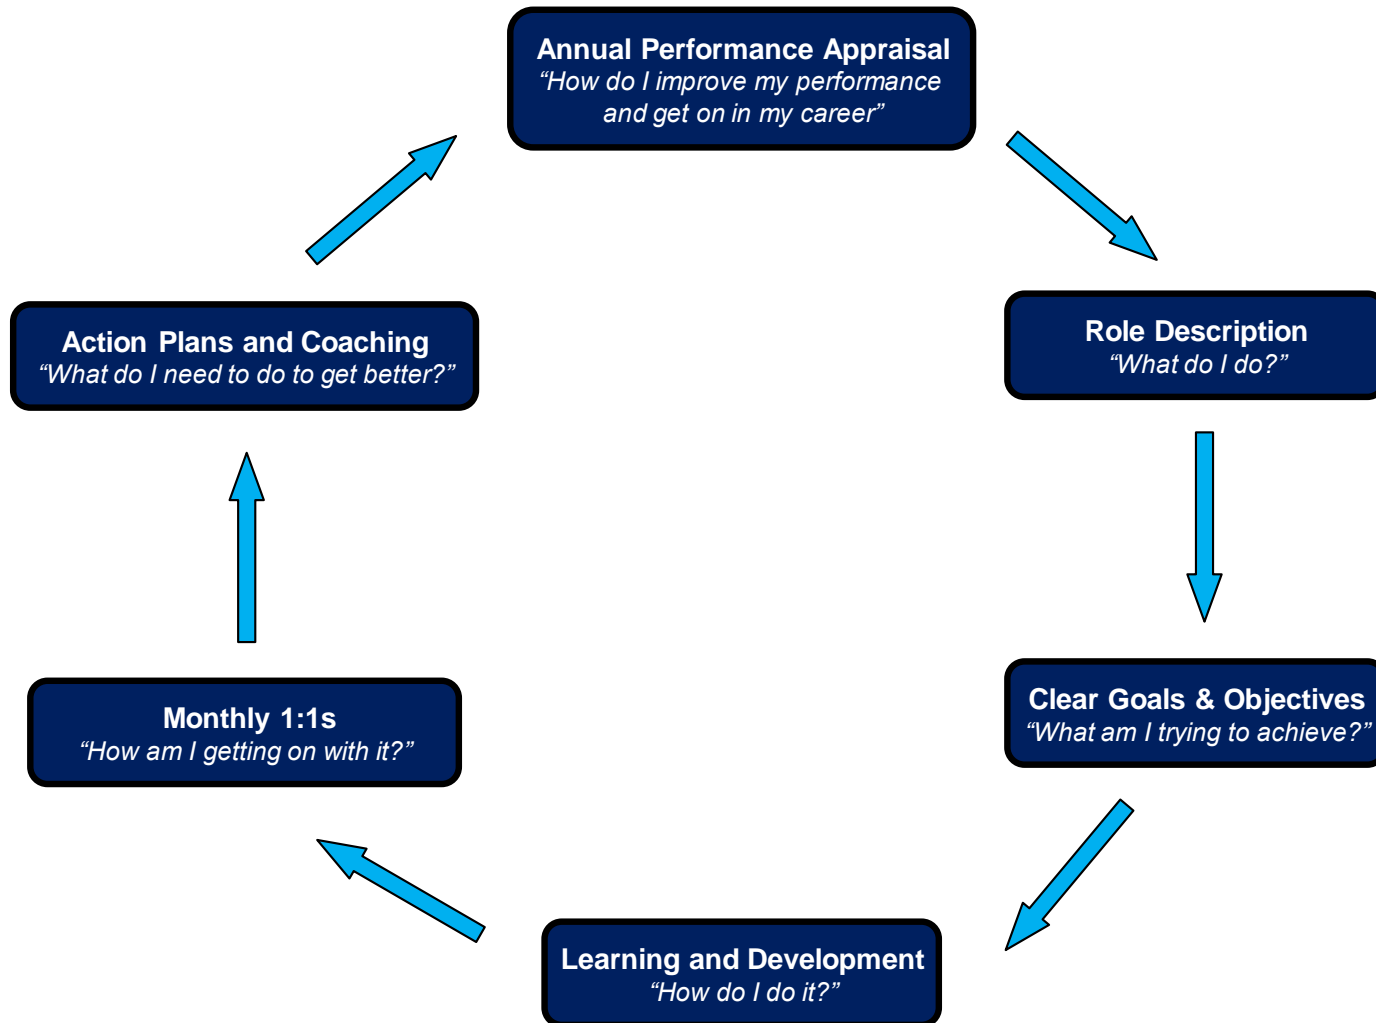 Annual Performance Appraisal
“How do I improve my performance
and get on in my career”
Role Description
“What do I do?”
Clear Goals & Objectives
“What am I trying to achieve?”
Learning and Development
“How do I do it?”
Monthly 1:1s
“How am I getting on with it?”
Action Plans and Coaching
“What do I need to do to get better?”